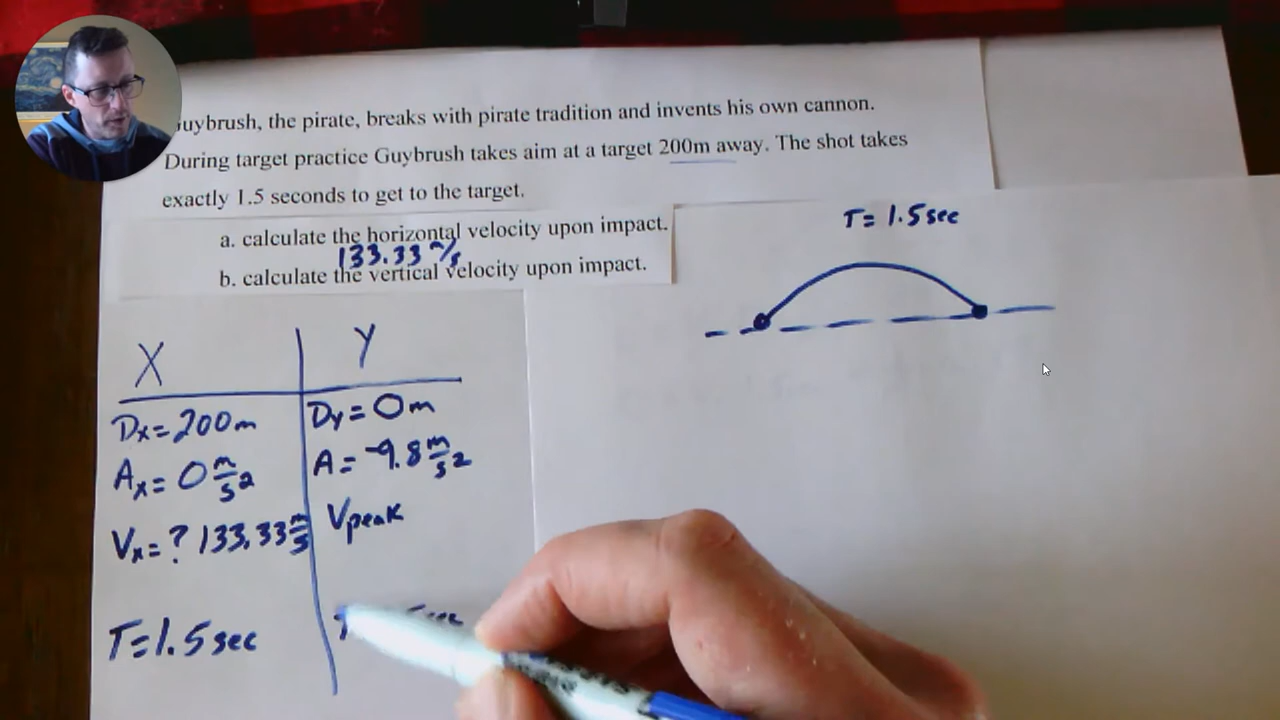 Guybrush, the pirate, breaks with pirate tradition and invents his own cannon.
During target practice Guybrush takes aim at a target 200m away. The shot takes
exactly 1.5 seconds to get to the target.
a. calculate the horizontal velocity upon impact.
133.33 m/s
b. calculate the vertical velocity upon impact.
T= 1.5 sec
X
Y
Dx=200m
Dy=0m
Ax=0 m/s2
A=-9.8 m/s2
Vx=? 133.33 m/s
Vpeak
T=1.5 sec
sec